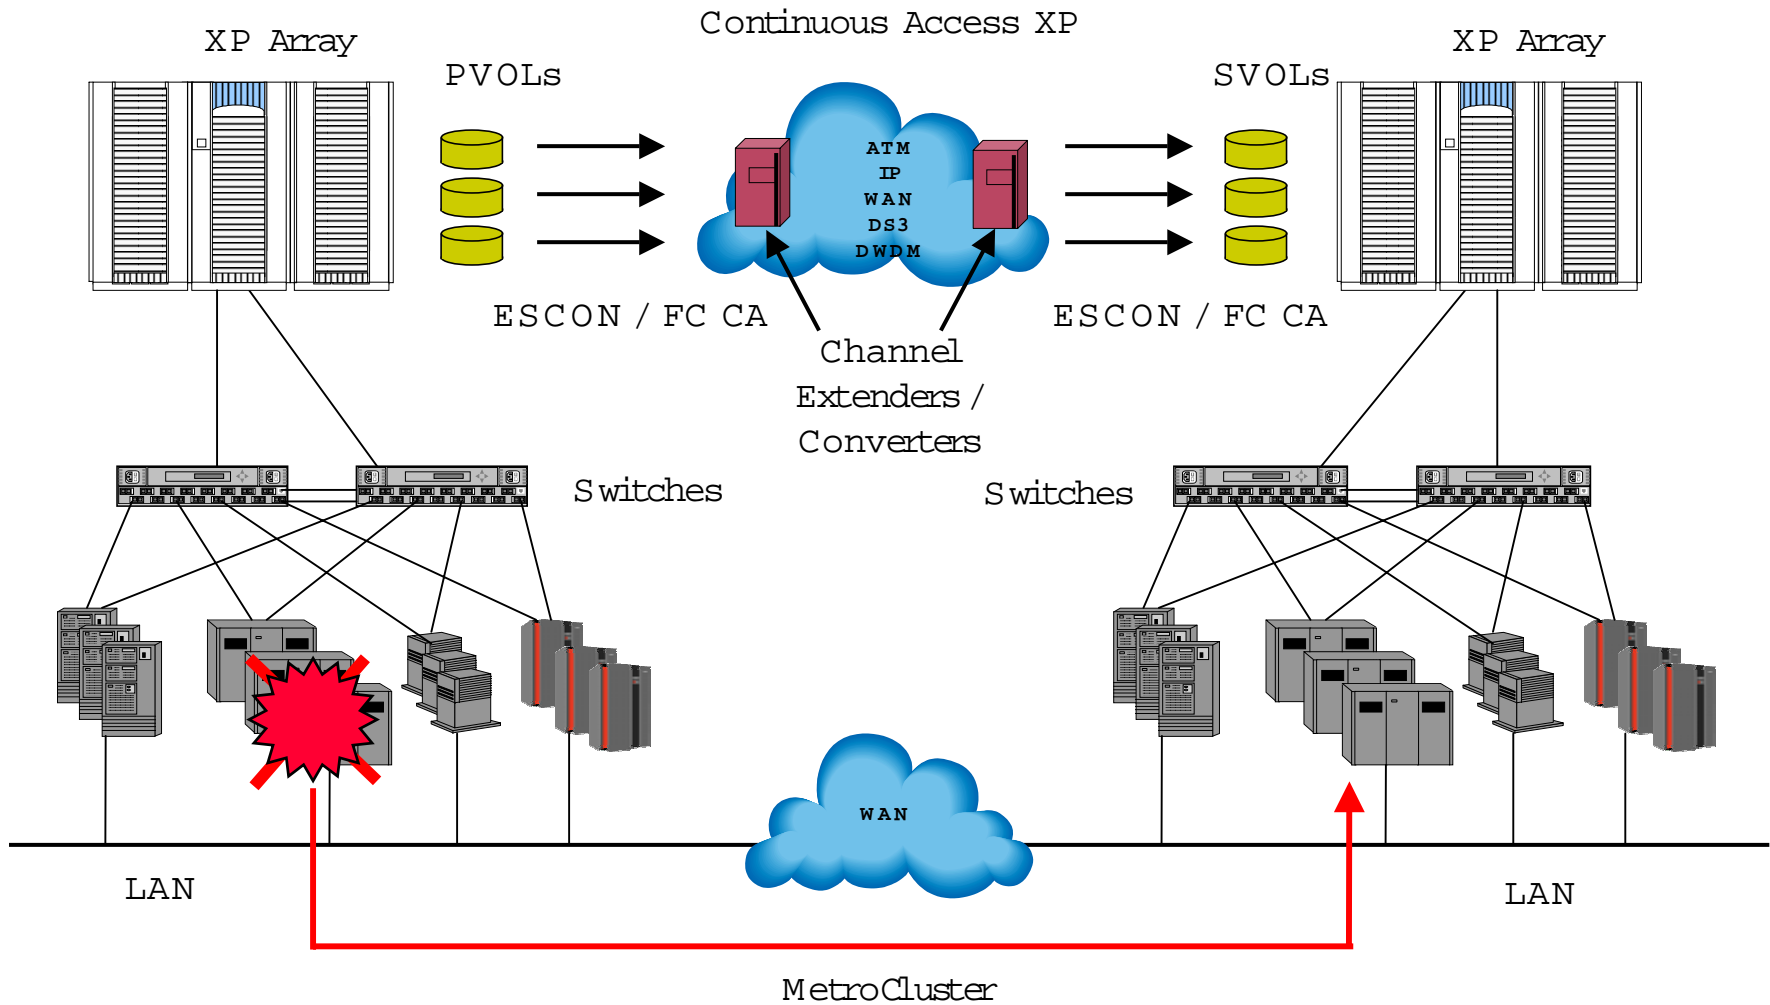 Continuous Access XP
XP Array
XP Array
PVOLs
SVOLs
ATM
IP
WAN
DS3
DWDM
ESCON / FC CA
ESCON / FC CA
Channel
Extenders /
Converters
Switches
Switches
WAN
LAN
LAN
MetroCluster